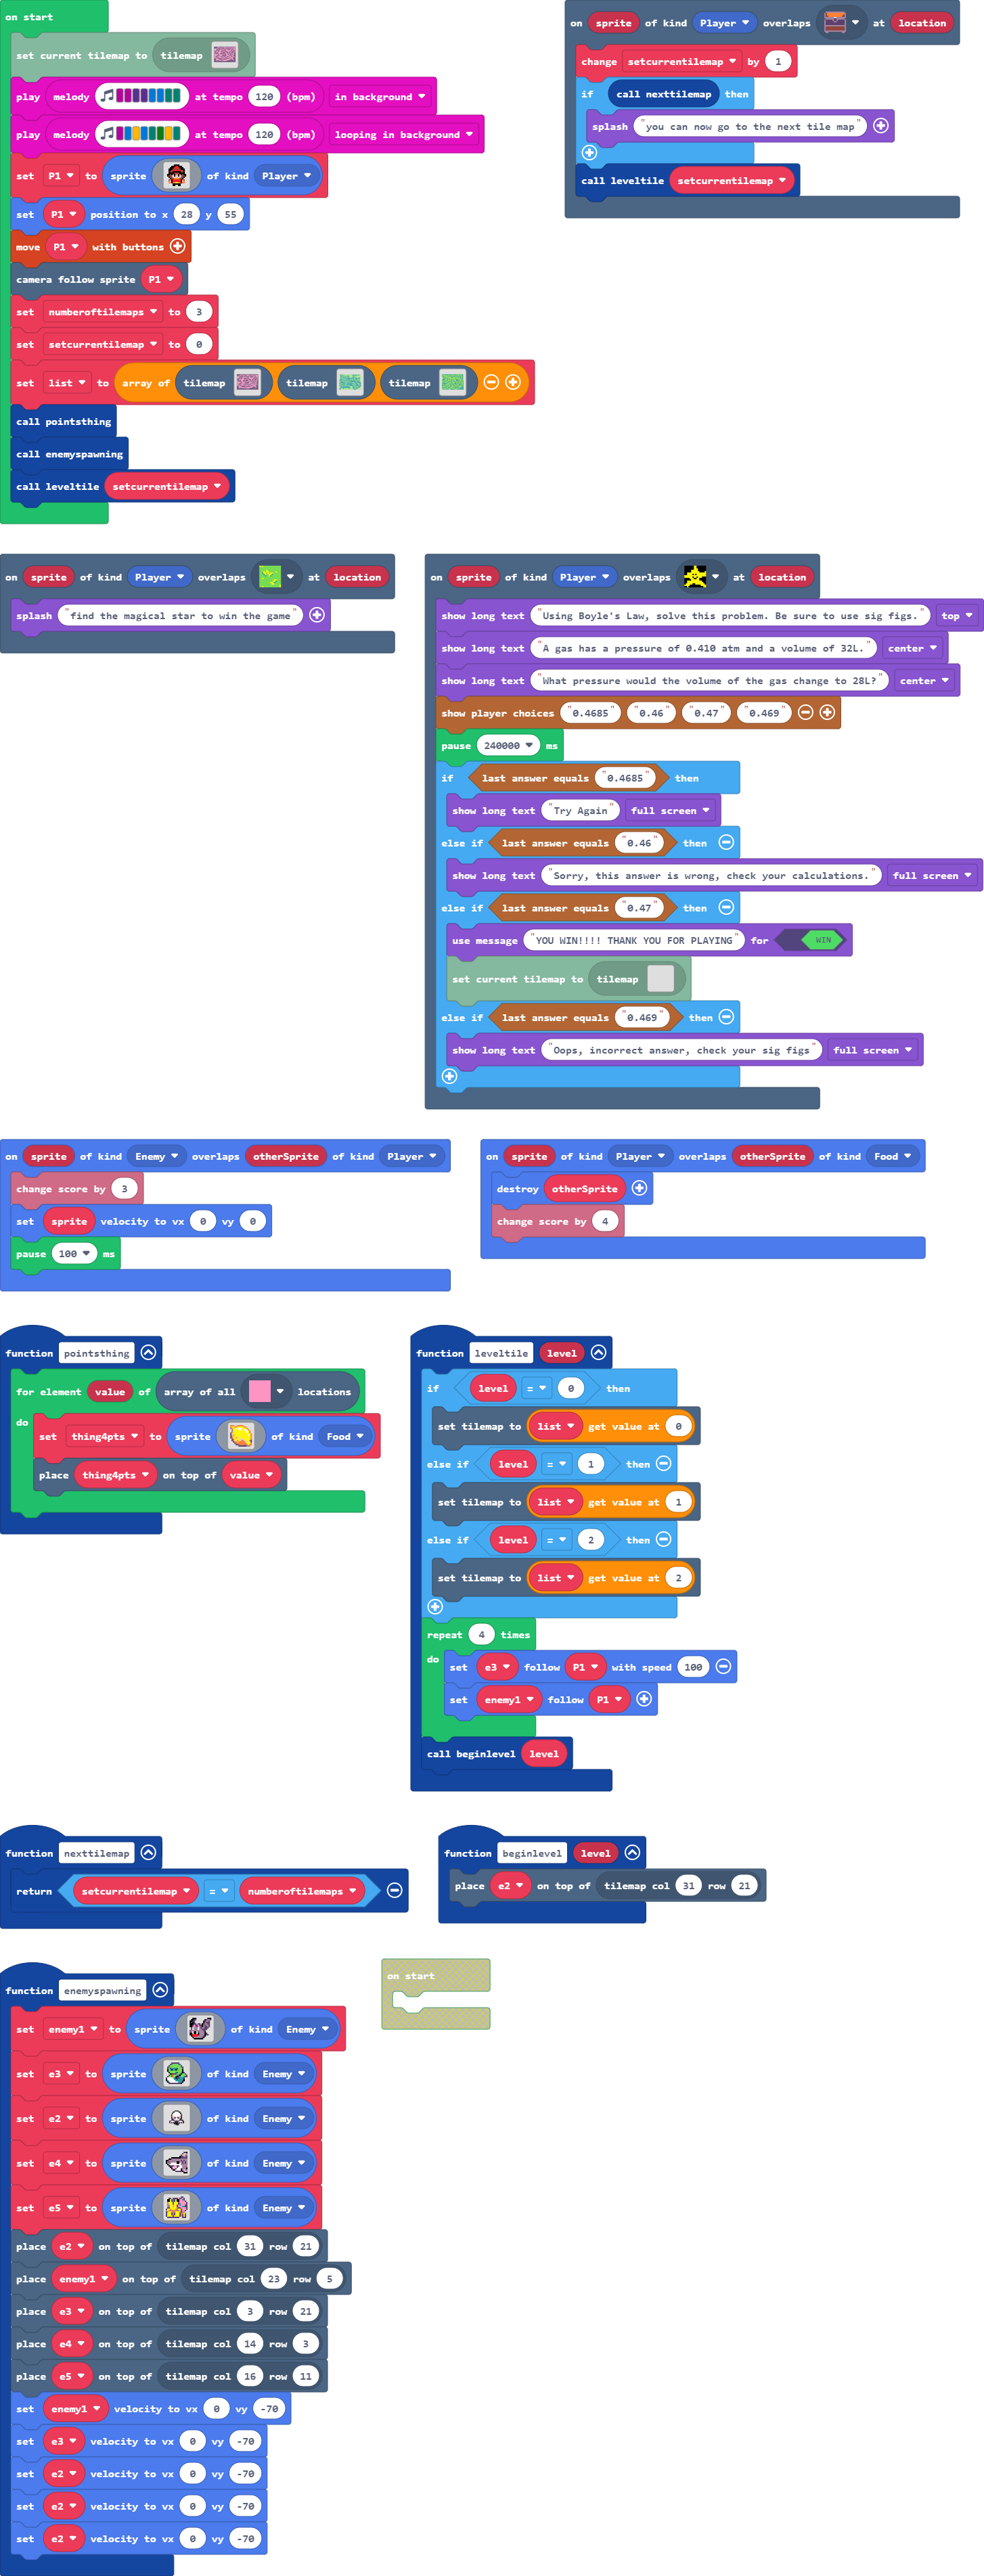 on start
set current tilemap to tilemap
play melody at tempo 120 (bpm) in background
play melody at tempo 120 (bpm) looping in background
set P1 to sprite of kind Player
set P1 position to x 28 y 55
move P1 with buttons
camera follow sprite P1
set numberoftilemaps to 3
set setcurrentilemap to 0
set list to array of tilemap tilemap tilemap
call pointsthing
call enemyspawning
call leveltile setcurrentilemap
on sprite of kind Player overlaps at location
change setcurrentilemap by 1
if call nexttilemap then
splash "you can now go to the next tile map"
call leveltile setcurrentilemap
on sprite of kind Player overlaps at location
splash "find the magical star to win the game"
on sprite of kind Player overlaps at location
show long text "Using Boyle's Law, solve this problem. Be sure to use sig figs." top
show long text "A gas has a pressure of 0.410 atm and a volume of 32L." center
show long text "What pressure would the volume of the gas change to 28L?" center
show player choices "0.4685" "0.46" "0.47" "0.469"
pause 240000 ms
if last answer equals "0.4685" then
show long text "Try Again" full screen
else if last answer equals "0.46" then
show long text "Sorry, this answer is wrong, check your calculations." full screen
else if last answer equals "0.47" then
use message "YOU WIN!!!! THANK YOU FOR PLAYING" for WIN
set current tilemap to tilemap
else if last answer equals "0.469" then
show long text "Oops, incorrect answer, check your sig figs" full screen
on sprite of kind Enemy overlaps otherSprite of kind Player
change score by 3
set sprite velocity to vx 0 vy 0
pause 100 ms
on sprite of kind Player overlaps otherSprite of kind Food
destroy otherSprite
change score by 4
function pointsthing
for element value of array of all locations
do
set thing4pts to sprite of kind Food
place thing4pts on top of value
function leveltile level
if level = 0 then
set tilemap to list get value at 0
else if level = 1 then
set tilemap to list get value at 1
else if level = 2 then
set tilemap to list get value at 2
repeat 4 times
do
set e3 follow P1 with speed 100
set enemy1 follow P1
call beginlevel level
function nexttilemap
return setcurrentilemap = numberoftilemaps
function beginlevel level
place e2 on top of tilemap col 31 row 21
function enemyspawning
set enemy1 to sprite of kind Enemy
set e3 to sprite of kind Enemy
set e2 to sprite of kind Enemy
set e4 to sprite of kind Enemy
set e5 to sprite of kind Enemy
place e2 on top of tilemap col 31 row 21
place enemy1 on top of tilemap col 23 row 5
place e3 on top of tilemap col 3 row 21
place e4 on top of tilemap col 14 row 3
place e5 on top of tilemap col 16 row 11
set enemy1 velocity to vx 0 vy -70
set e3 velocity to vx 0 vy -70
set e2 velocity to vx 0 vy -70
set e2 velocity to vx 0 vy -70
set e2 velocity to vx 0 vy -70
on start